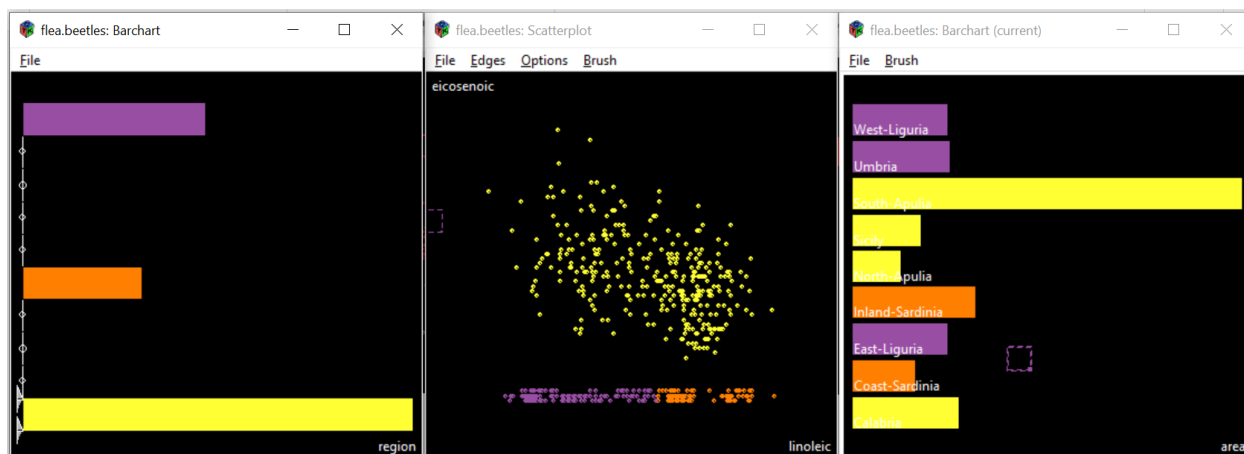 flea.beetles: Barchart
File
region
flea.beetles: Scatterplot
File Edges Options Brush
eicosenoic
linoleic
flea.beetles: Barchart (current)
File Brush
West-Liguria
Umbria
South-Apulia
Sicily
North-Apulia
Inland-Sardinia
East-Liguria
Coast-Sardinia
Calabria
area